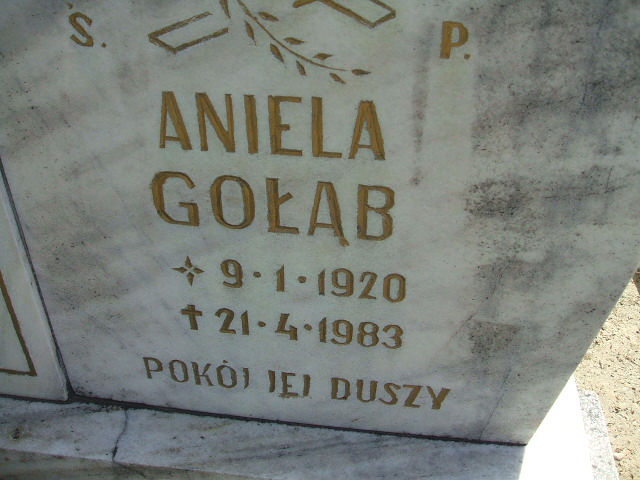 Ś. P.
ANIELA
GOŁĄB
9·1·1920
21·4·1983
POKÓJ JEJ DUSZY